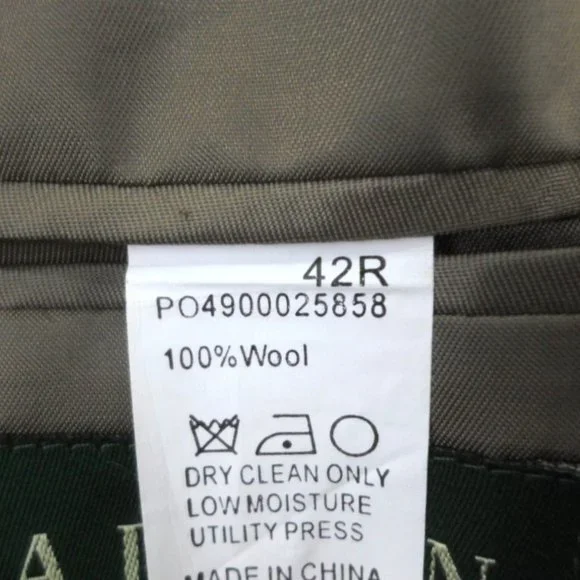 42R
PO4900025858
100%Wool
DRY CLEAN ONLY
LOW MOISTURE
UTILITY PRESS
MADE IN CHINA